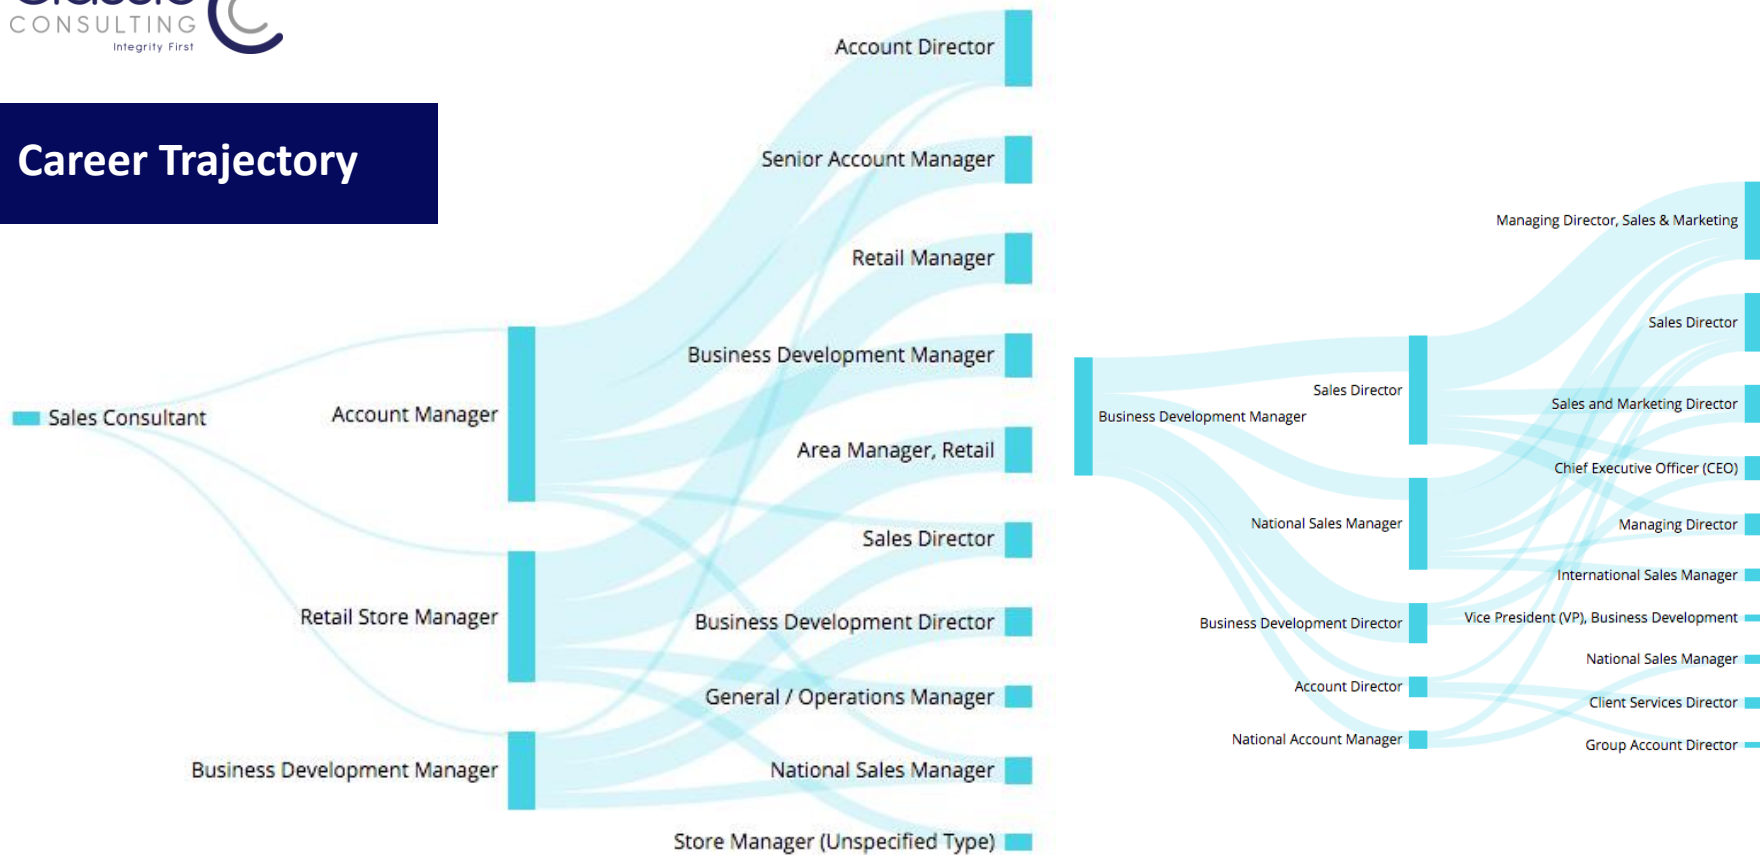 CONSULTING
Integrity First
Career Trajectory
Sales Consultant
Account Manager
Retail Store Manager
Business Development Manager
Account Director
Senior Account Manager
Retail Manager
Business Development Manager
Area Manager, Retail
Sales Director
Business Development Director
General / Operations Manager
National Sales Manager
Store Manager (Unspecified Type)
Business Development Manager
Sales Director
National Sales Manager
Business Development Director
Account Director
National Account Manager
Managing Director, Sales & Marketing
Sales Director
Sales and Marketing Director
Chief Executive Officer (CEO)
Managing Director
International Sales Manager
Vice President (VP), Business Development
National Sales Manager
Client Services Director
Group Account Director